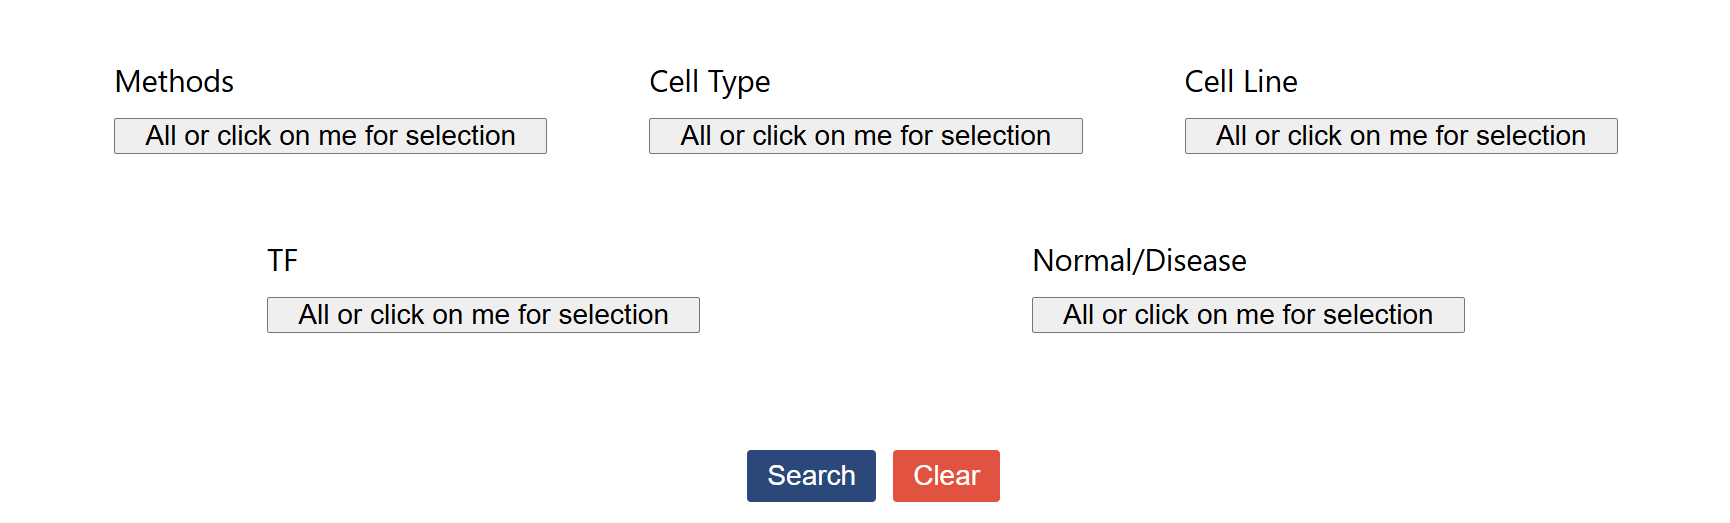 Methods
Cell Type
Cell Line
All or click on me for selection
All or click on me for selection
All or click on me for selection
TF
Normal/Disease
All or click on me for selection
All or click on me for selection
Search
Clear